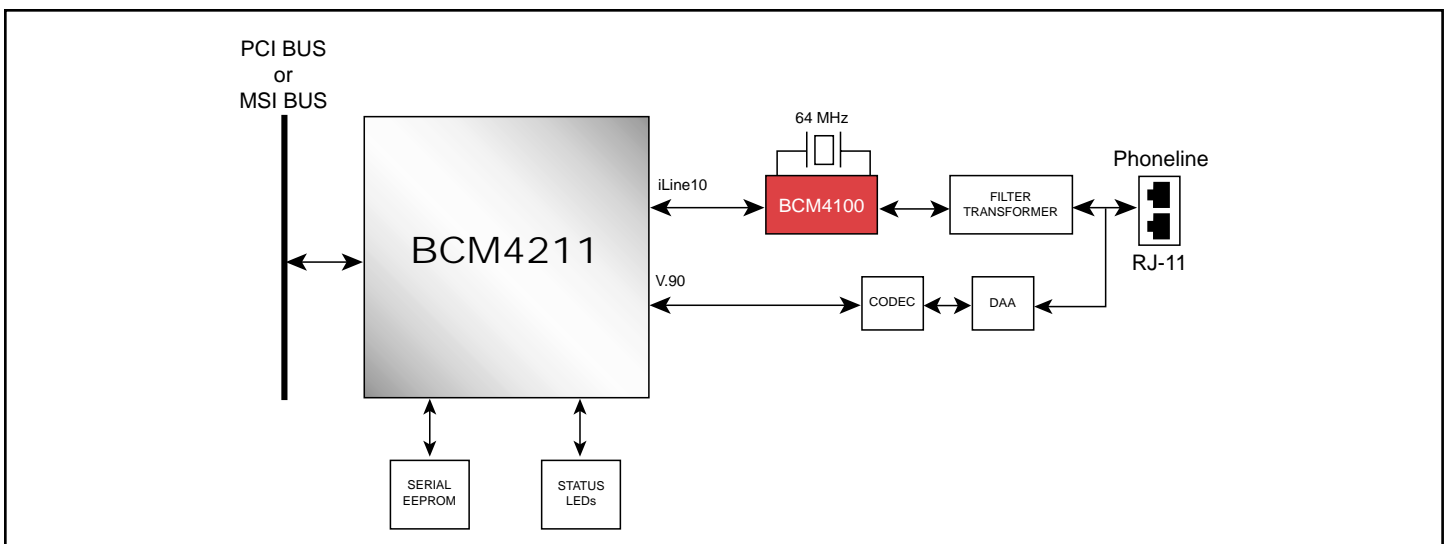 PCI BUS
or
MSI BUS
64 MHz
Phoneline
iLine10
BCM4100
FILTER
TRANSFORMER
BCM4211
RJ-11
V.90
CODEC
DAA
SERIAL
EEPROM
STATUS
LEDs